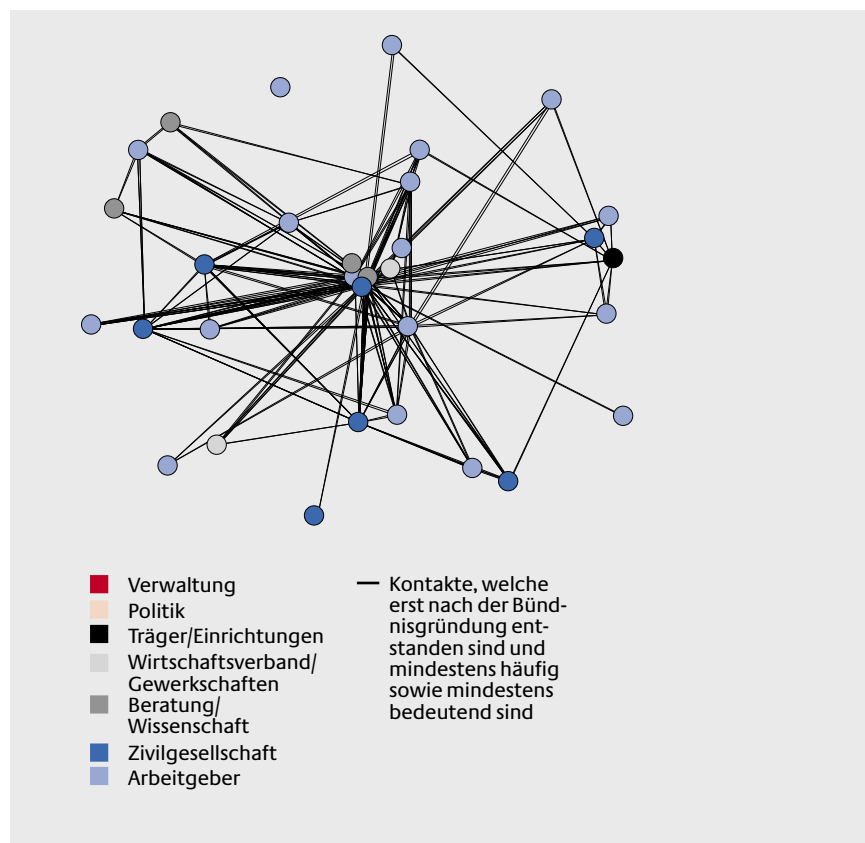 Verwaltung
Politik
Träger/Einrichtungen
Wirtschaftsverband/
Gewerkschaften
Beratung/
Wissenschaft
Zivilgesellschaft
Arbeitgeber
Kontakte, welche
erst nach der Bünd-
nisgründung ent-
standen sind und
mindestens häufig
sowie mindestens
bedeutend sind